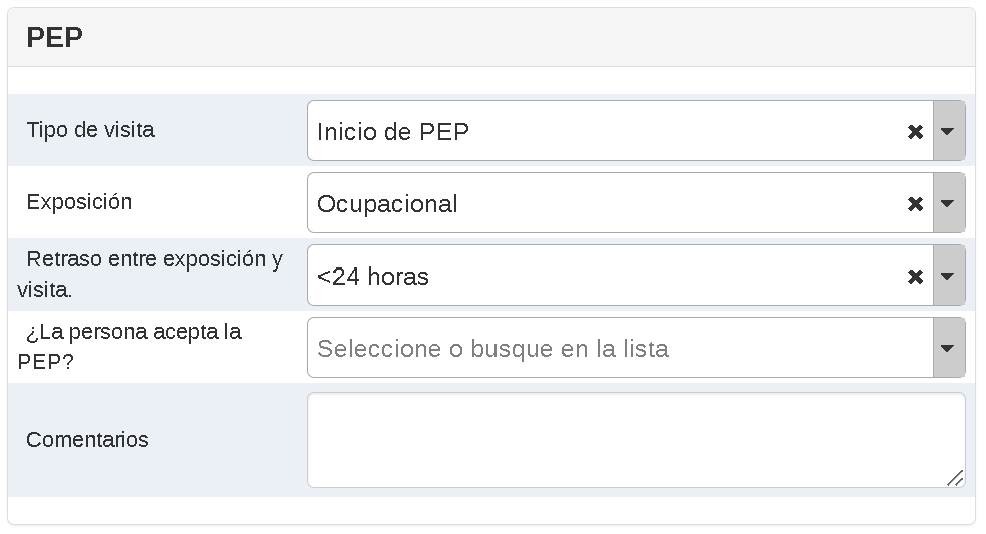 PEP
Tipo de visita
Inicio de PEP
Exposición
Ocupacional
Retraso entre exposición y
visita.
<24 horas
¿La persona acepta la
PEP?
Seleccione o busque en la lista
Comentarios